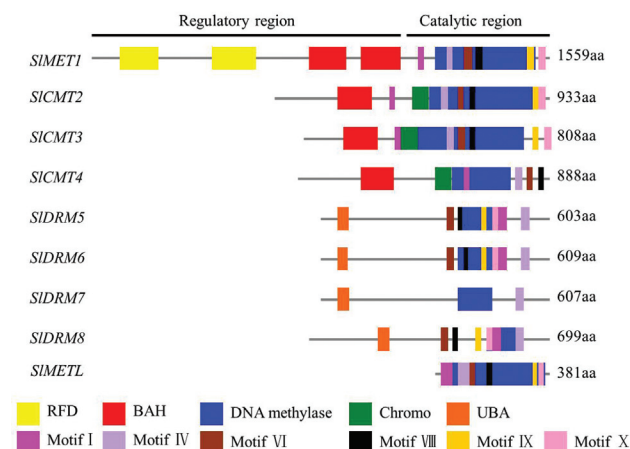 Regulatory region Catalytic region
SlMET1 1559aa
SlCMT2 933aa
SlCMT3 808aa
SlCMT4 888aa
SlDRM5 603aa
SlDRM6 609aa
SlDRM7 607aa
SlDRM8 699aa
SlMETL 381aa
RFD BAH DNA methylase Chromo UBA
Motif Ⅰ Motif Ⅳ Motif Ⅵ Motif Ⅷ Motif Ⅸ Motif Ⅹ